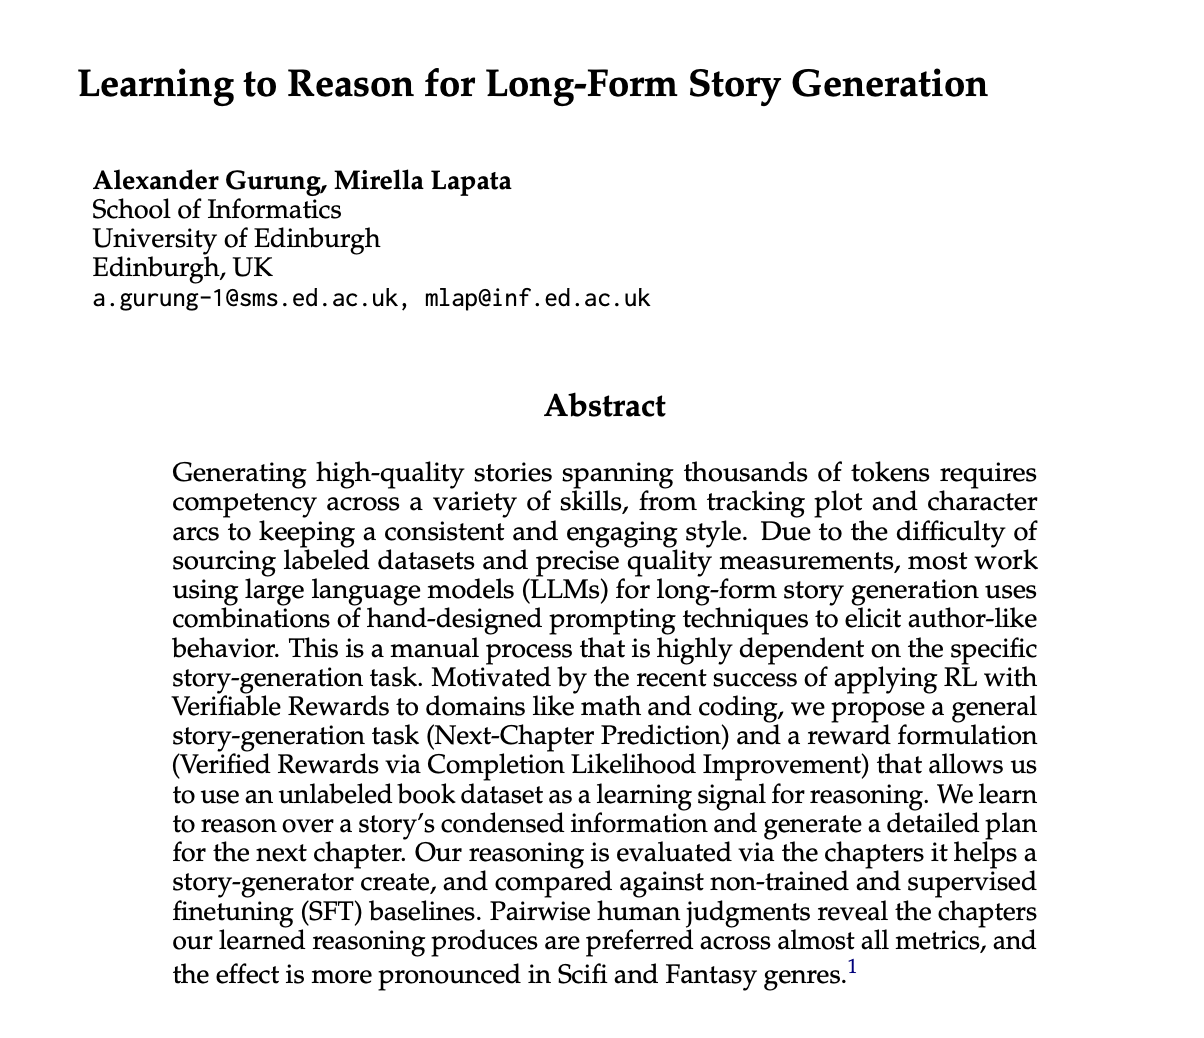 Learning to Reason for Long-Form Story Generation
Alexander Gurung, Mirella Lapata
School of Informatics
University of Edinburgh
Edinburgh, UK
a.gurung-1@sms.ed.ac.uk, mlap@inf.ed.ac.uk
Abstract
Generating high-quality stories spanning thousands of tokens requires
competency across a variety of skills, from tracking plot and character
arcs to keeping a consistent and engaging style. Due to the difficulty of
sourcing labeled datasets and precise quality measurements, most work
using large language models (LLMs) for long-form story generation uses
combinations of hand-designed prompting techniques to elicit author-like
behavior. This is a manual process that is highly dependent on the specific
story-generation task. Motivated by the recent success of applying RL with
Verifiable Rewards to domains like math and coding, we propose a general
story-generation task (Next-Chapter Prediction) and a reward formulation
(Verified Rewards via Completion Likelihood Improvement) that allows us
to use an unlabeled book dataset as a learning signal for reasoning. We learn
to reason over a story's condensed information and generate a detailed plan
for the next chapter. Our reasoning is evaluated via the chapters it helps a
story-generator create, and compared against non-trained and supervised
finetuning (SFT) baselines. Pairwise human judgments reveal the chapters
our learned reasoning produces are preferred across almost all metrics, and
the effect is more pronounced in Scifi and Fantasy genres.1